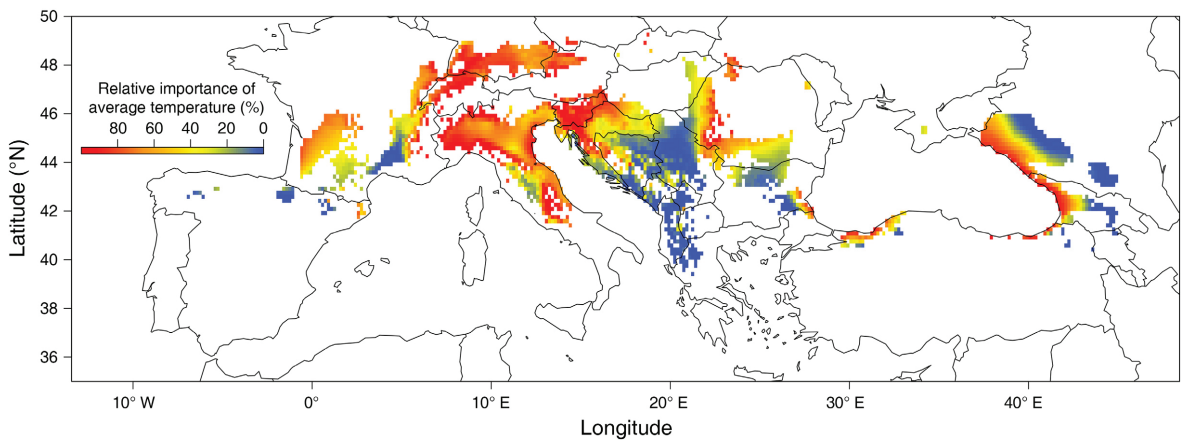 50
48
46
44
42
40
38
36
Latitude (°N)
Relative importance of
average temperature (%)
80 60 40 20 0
10° W 0° 10° E 20° E 30° E 40° E
Longitude